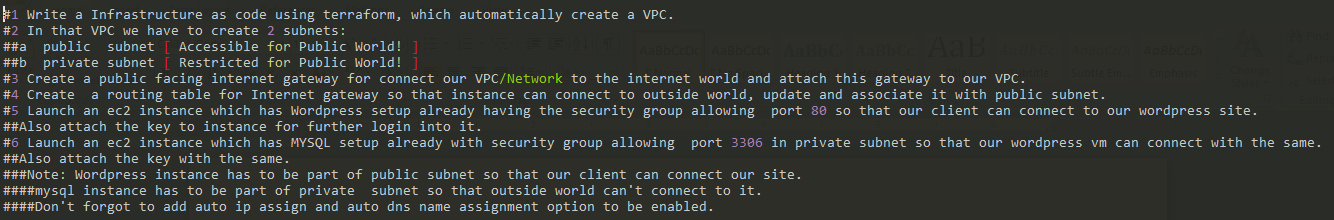 #1 Write a Infrastructure as code using terraform, which automatically create a VPC.
#2 In that VPC we have to create 2 subnets:
##a  public  subnet [ Accessible for Public World! ]
##b  private subnet [ Restricted for Public World! ]
#3 Create a public facing internet gateway for connect our VPC/Network to the internet world and attach this gateway to our VPC.
#4 Create  a routing table for Internet gateway so that instance can connect to outside world, update and associate it with public subnet.
#5 Launch an ec2 instance which has Wordpress setup already having the security group allowing  port 80 so that our client can connect to our wordpress site.
##Also attach the key to instance for further login into it.
#6 Launch an ec2 instance which has MYSQL setup already with security group allowing  port 3306 in private subnet so that our wordpress vm can connect with the same.
##Also attach the key with the same.
###Note: Wordpress instance has to be part of public subnet so that our client can connect our site.
####mysql instance has to be part of private  subnet so that outside world can't connect to it.
####Don't forgot to add auto ip assign and auto dns name assignment option to be enabled.